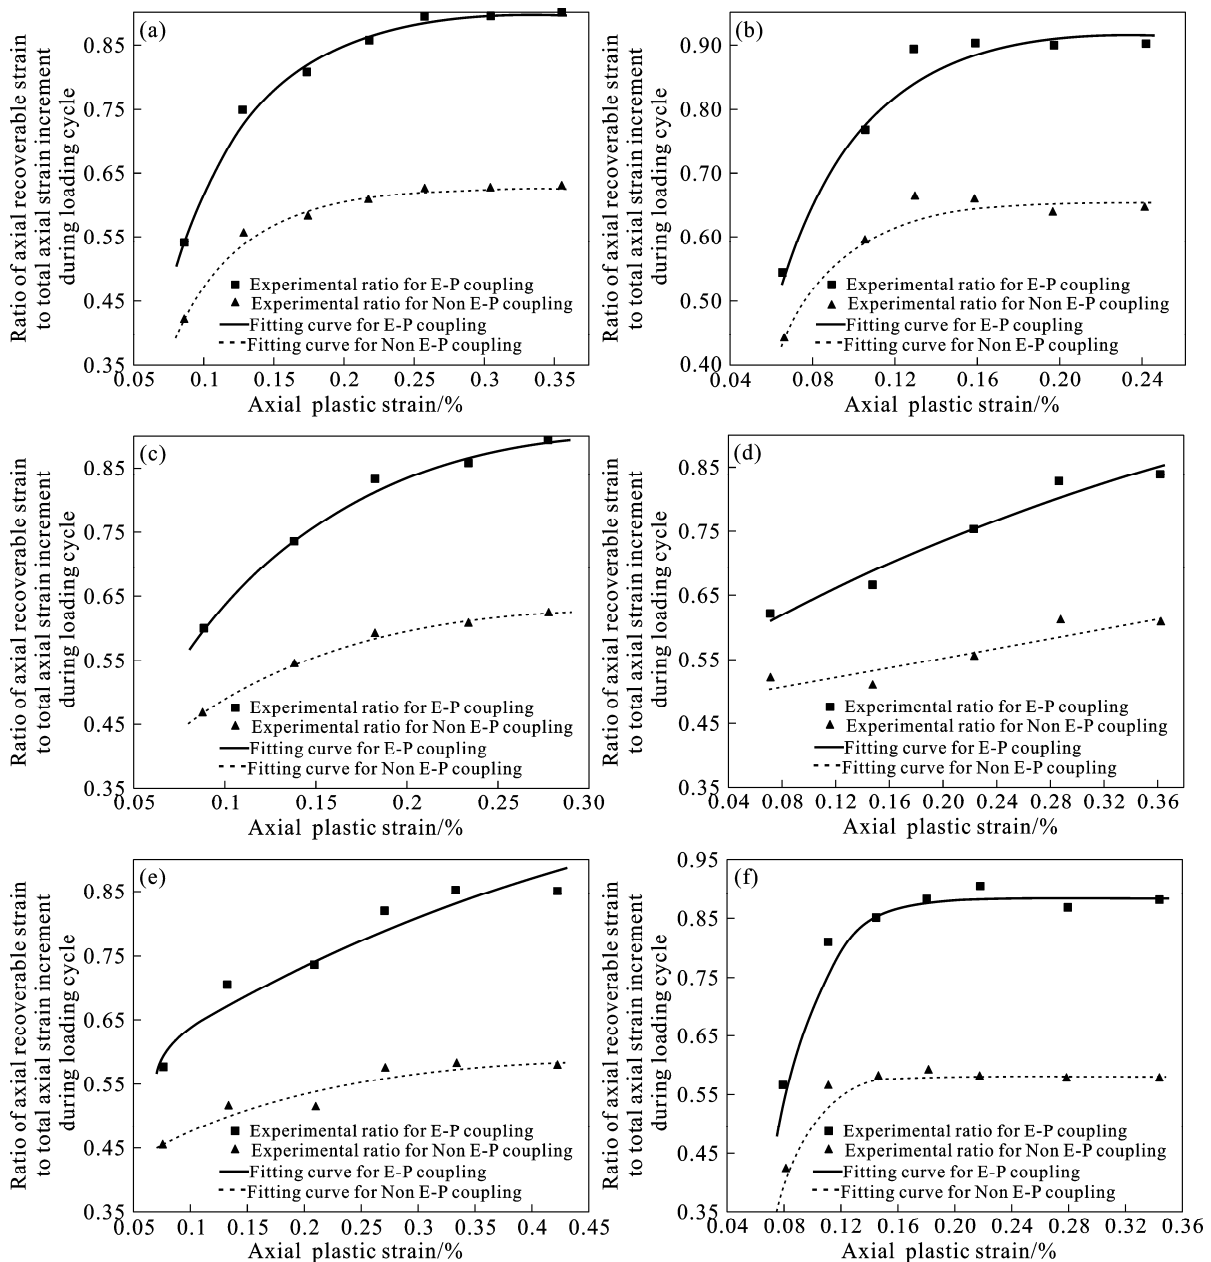 (a)
Ratio of axial recoverable strain
to total axial strain increment
during loading cycle
0.85
0.75
0.65
0.55
0.45
0.35
Experimental ratio for E-P coupling
Experimental ratio for Non E-P coupling
Fitting curve for E-P coupling
Fitting curve for Non E-P coupling
0.05 0.1 0.15 0.2 0.25 0.3 0.35
Axial plastic strain/%
(b)
Ratio of axial recoverable strain
to total axial strain increment
during loading cycle
0.90
0.80
0.70
0.60
0.50
0.40
Experimental ratio for E-P coupling
Experimental ratio for Non E-P coupling
Fitting curve for E-P coupling
Fitting curve for Non E-P coupling
0.04 0.08 0.12 0.16 0.20 0.24
Axial plastic strain/%
(c)
Ratio of axial recoverable strain
to total axial strain increment
during loading cycle
0.85
0.75
0.65
0.55
0.45
0.35
Experimental ratio for E-P coupling
Experimental ratio for Non E-P coupling
Fitting curve for E-P coupling
Fitting curve for Non E-P coupling
0.05 0.1 0.15 0.2 0.25 0.30
Axial plastic strain/%
(d)
Ratio of axial recoverable strain
to total axial strain increment
during loading cycle
0.85
0.75
0.65
0.55
0.45
0.35
Experimental ratio for E-P coupling
Experimental ratio for Non E-P coupling
Fitting curve for E-P coupling
Fitting curve for Non E-P coupling
0.04 0.08 0.12 0.16 0.20 0.24 0.28 0.32 0.36
Axial plastic strain/%
(e)
Ratio of axial recoverable strain
to total axial strain increment
during loading cycle
0.85
0.75
0.65
0.55
0.45
0.35
Experimental ratio for E-P coupling
Experimental ratio for Non E-P coupling
Fitting curve for E-P coupling
Fitting curve for Non E-P coupling
0.05 0.1 0.15 0.2 0.25 0.3 0.35 0.4 0.45
Axial plastic strain/%
(f)
Ratio of axial recoverable strain
to total axial strain increment
during loading cycle
0.95
0.85
0.75
0.65
0.55
0.45
0.35
Experimental ratio for E-P coupling
Experimental ratio for Non E-P coupling
Fitting curve for E-P coupling
Fitting curve for Non E-P coupling
0.04 0.08 0.12 0.16 0.20 0.24 0.28 0.32 0.36
Axial plastic strain/%